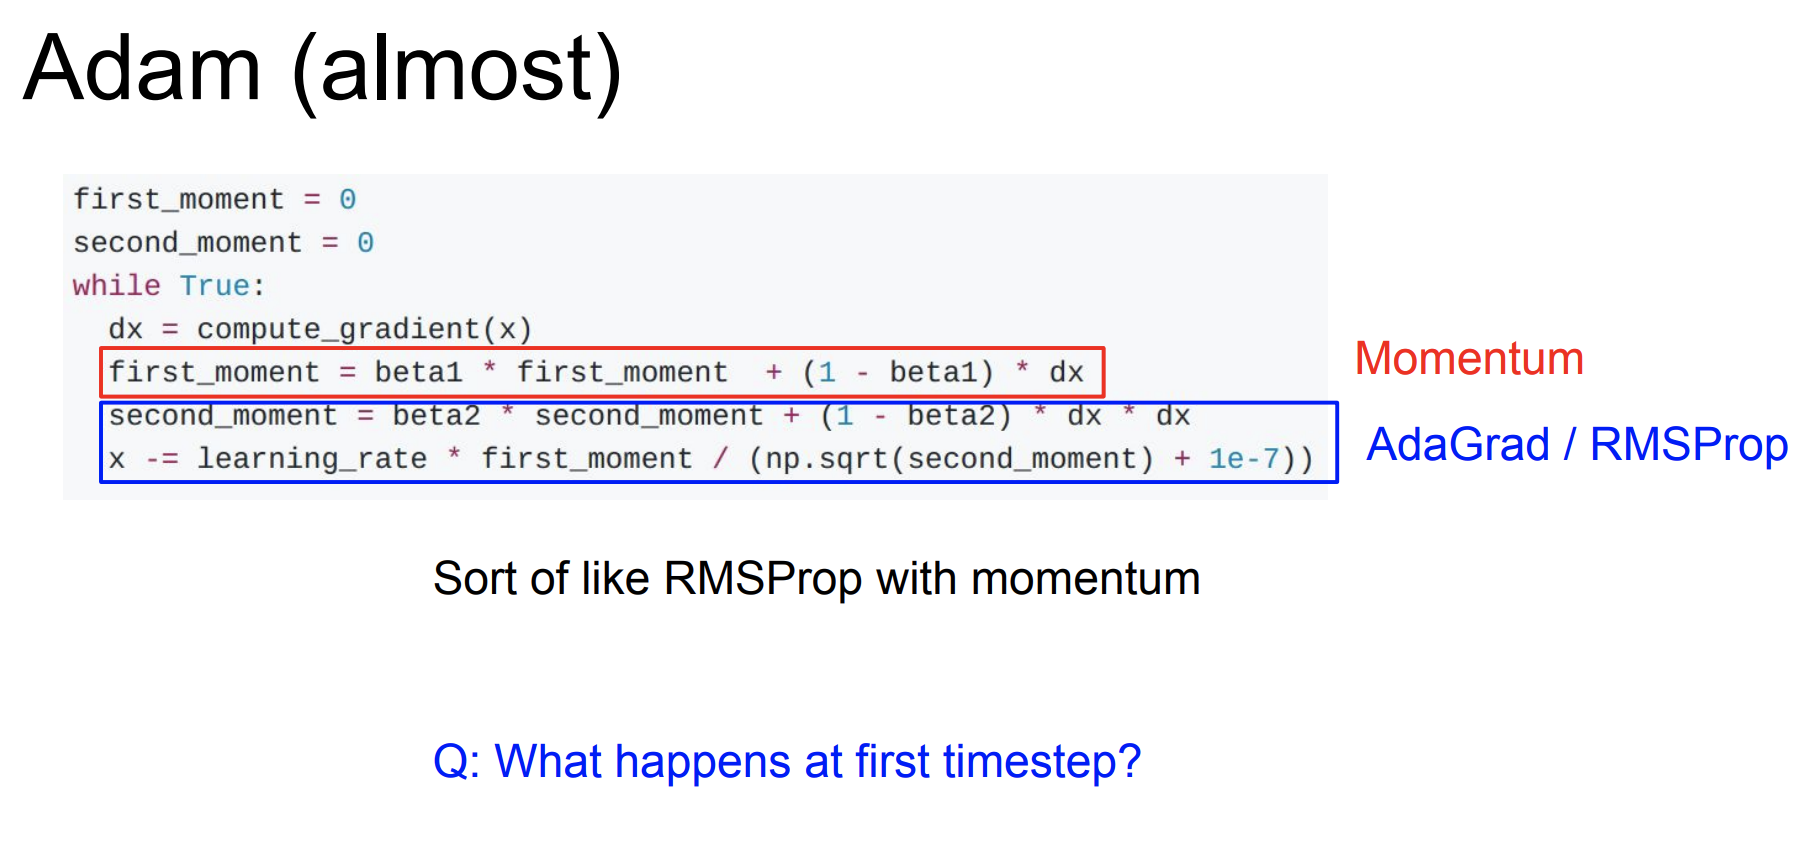 Adam (almost)
first_moment = 0
second_moment = 0
while True:
dx = compute_gradient(x)
first_moment = beta1 * first_moment + (1 - beta1) * dx
Momentum
second_moment = beta2 * second_moment + (1 - beta2) * dx * dx
x -= learning_rate * first_moment / (np.sqrt(second_moment) + 1e-7))
AdaGrad / RMSProp
Sort of like RMSProp with momentum
Q: What happens at first timestep?